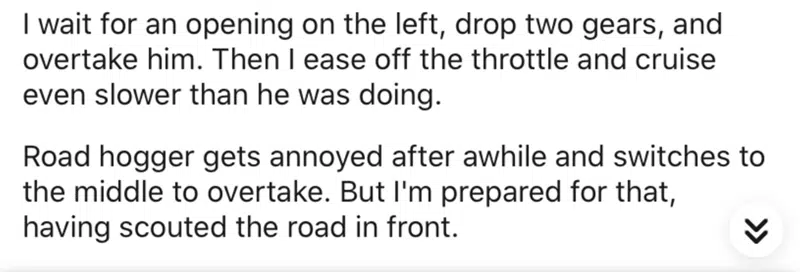 I wait for an opening on the left, drop two gears, and
overtake him. Then I ease off the throttle and cruise
even slower than he was doing.
Road hogger gets annoyed after awhile and switches to
the middle to overtake. But I'm prepared for that,
having scouted the road in front.